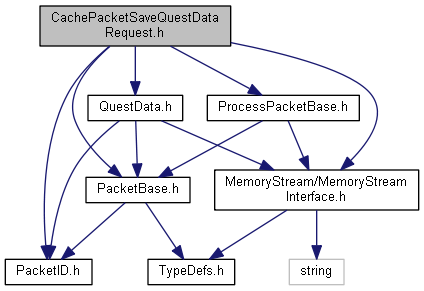 CachePacketSaveQuestData
Request.h
QuestData.h
ProcessPacketBase.h
PacketBase.h
MemoryStream/MemoryStream
Interface.h
PacketID.h
TypeDefs.h
string